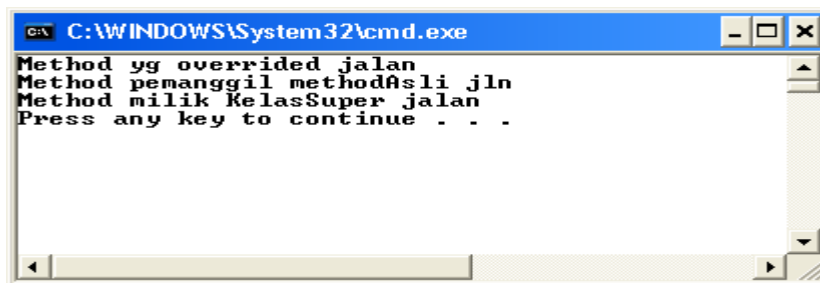 C:\WINDOWS\System32\cmd.exe
Method yg overrided jalan
Method pemanggil methodAsli jln
Method milik KelasSuper jalan
Press any key to continue . . .